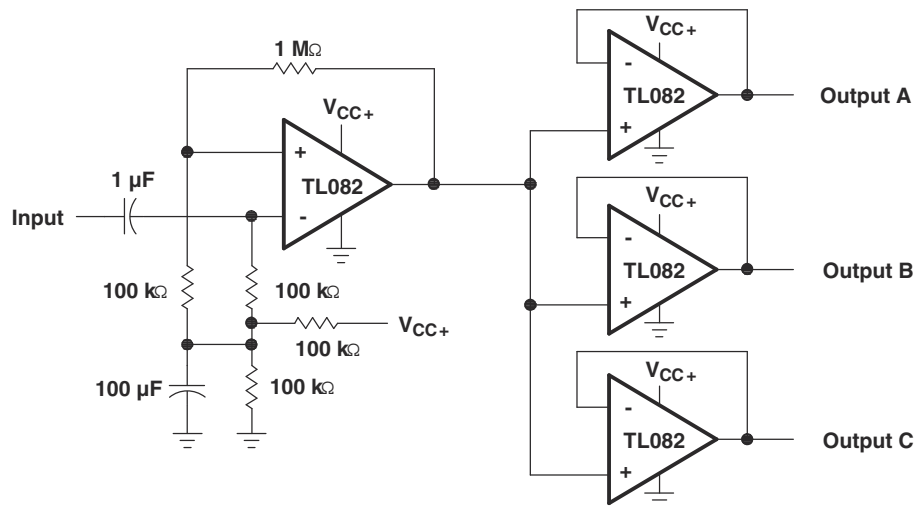 1 MΩ
VCC+
+
TL082
-
1 µF
Input
100 kΩ
100 kΩ
VCC+
100 kΩ
100 µF
100 kΩ
VCC+
-
TL082
+
Output A
VCC+
-
TL082
+
Output B
VCC+
-
TL082
+
Output C